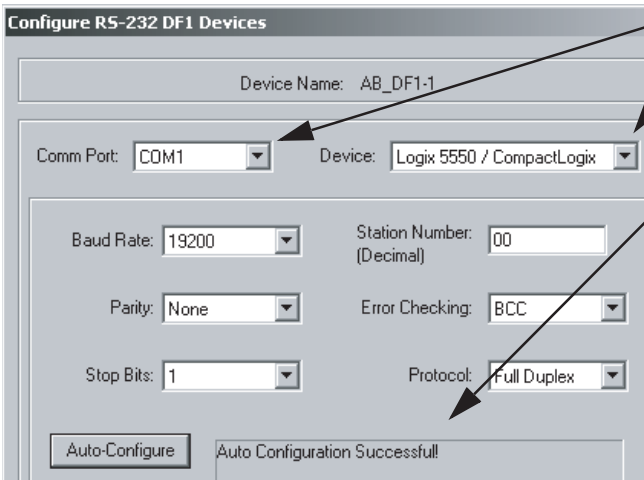 Configure RS-232 DF1 Devices
Device Name: AB_DF1-1
Comm Port: COM1 Device: Logix 5550 / CompactLogix
Baud Rate: 19200 Station Number: 00
(Decimal)
Parity: None Error Checking: BCC
Stop Bits: 1 Protocol: Full Duplex
Auto-Configure Auto Configuration Successful!